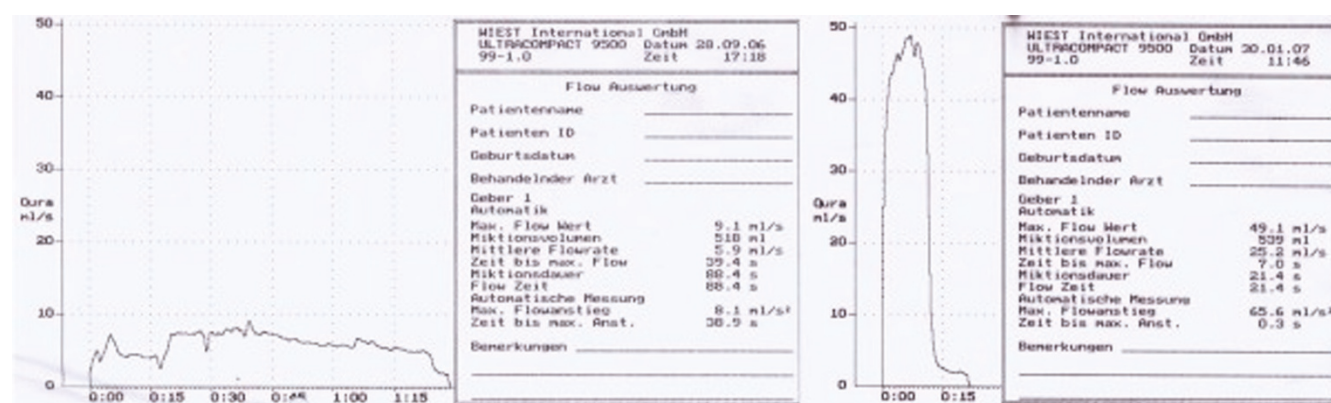 50
40
30
Qura
ml/s
20
10
0
0:00 0:15 0:30 0:45 1:00 1:15
WIEST International GmbH
ULTRACOMPACT 9500 Datum 28.09.06
99-1.0 Zeit 17:18
Flow Auswertung
Patientenname
Patienten ID
Geburtsdatum
Behandelnder Arzt
Geber 1
Automatik
Max. Flow Wert 9.1 ml/s
Miktionsvolumen 518 ml
Mittlere Flowrate 5.9 ml/s
Zeit bis max. Flow 39.4 s
Miktionsdauer 88.4 s
Flow Zeit 88.4 s
Automatische Messung
Max. Flowanstieg 8.1 ml/s²
Zeit bis max. Anst. 38.9 s
Bemerkungen
50
40
30
Qura
ml/s
20
10
0
0:00 0:15
WIEST International GmbH
ULTRACOMPACT 9500 Datum 30.01.07
99-1.0 Zeit 11:46
Flow Auswertung
Patientenname
Patienten ID
Geburtsdatum
Behandelnder Arzt
Geber 1
Automatik
Max. Flow Wert 49.1 ml/s
Miktionsvolumen 539 ml
Mittlere Flowrate 25.2 ml/s
Zeit bis max. Flow 7.0 s
Miktionsdauer 21.4 s
Flow Zeit 21.4 s
Automatische Messung
Max. Flowanstieg 65.6 ml/s²
Zeit bis max. Anst. 0.3 s
Bemerkungen